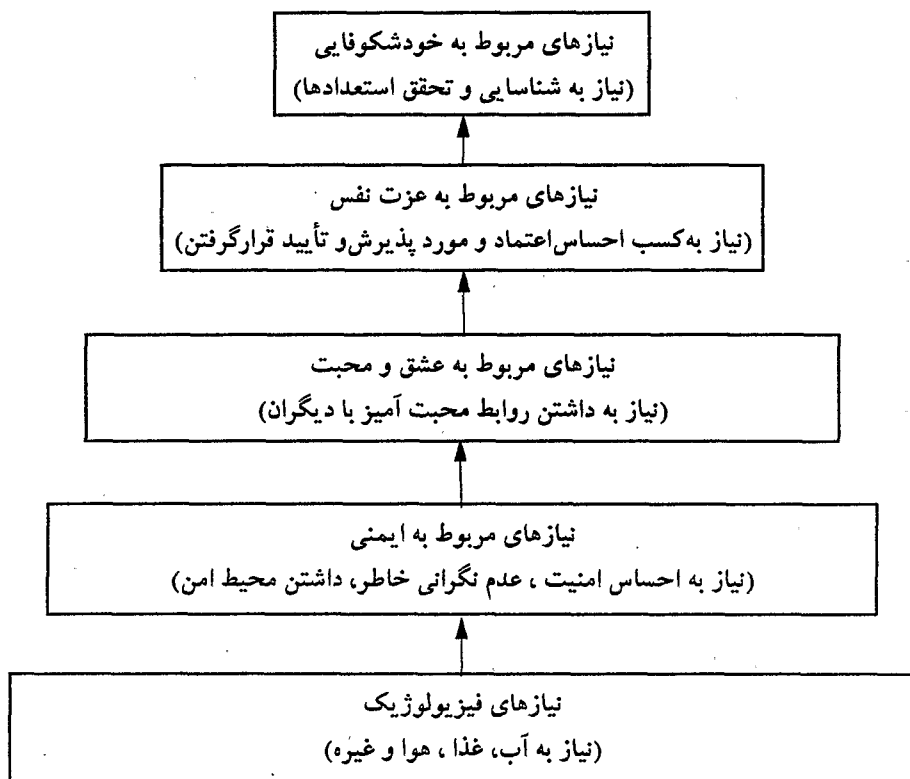 نیازهای مربوط به خودشکوفایی
(نیاز به شناسایی و تحقق استعدادها)
نیازهای مربوط به عزت نفس
(نیاز به کسب احساس اعتماد و مورد پذیرش و تأیید قرار گرفتن)
نیازهای مربوط به عشق و محبت
(نیاز به داشتن روابط محبت آمیز با دیگران)
نیازهای مربوط به ایمنی
(نیاز به احساس امنیت ، عدم نگرانی خاطر، داشتن محیط امن)
نیازهای فیزیولوژیک
(نیاز به آب، غذا ، هوا و غیره)